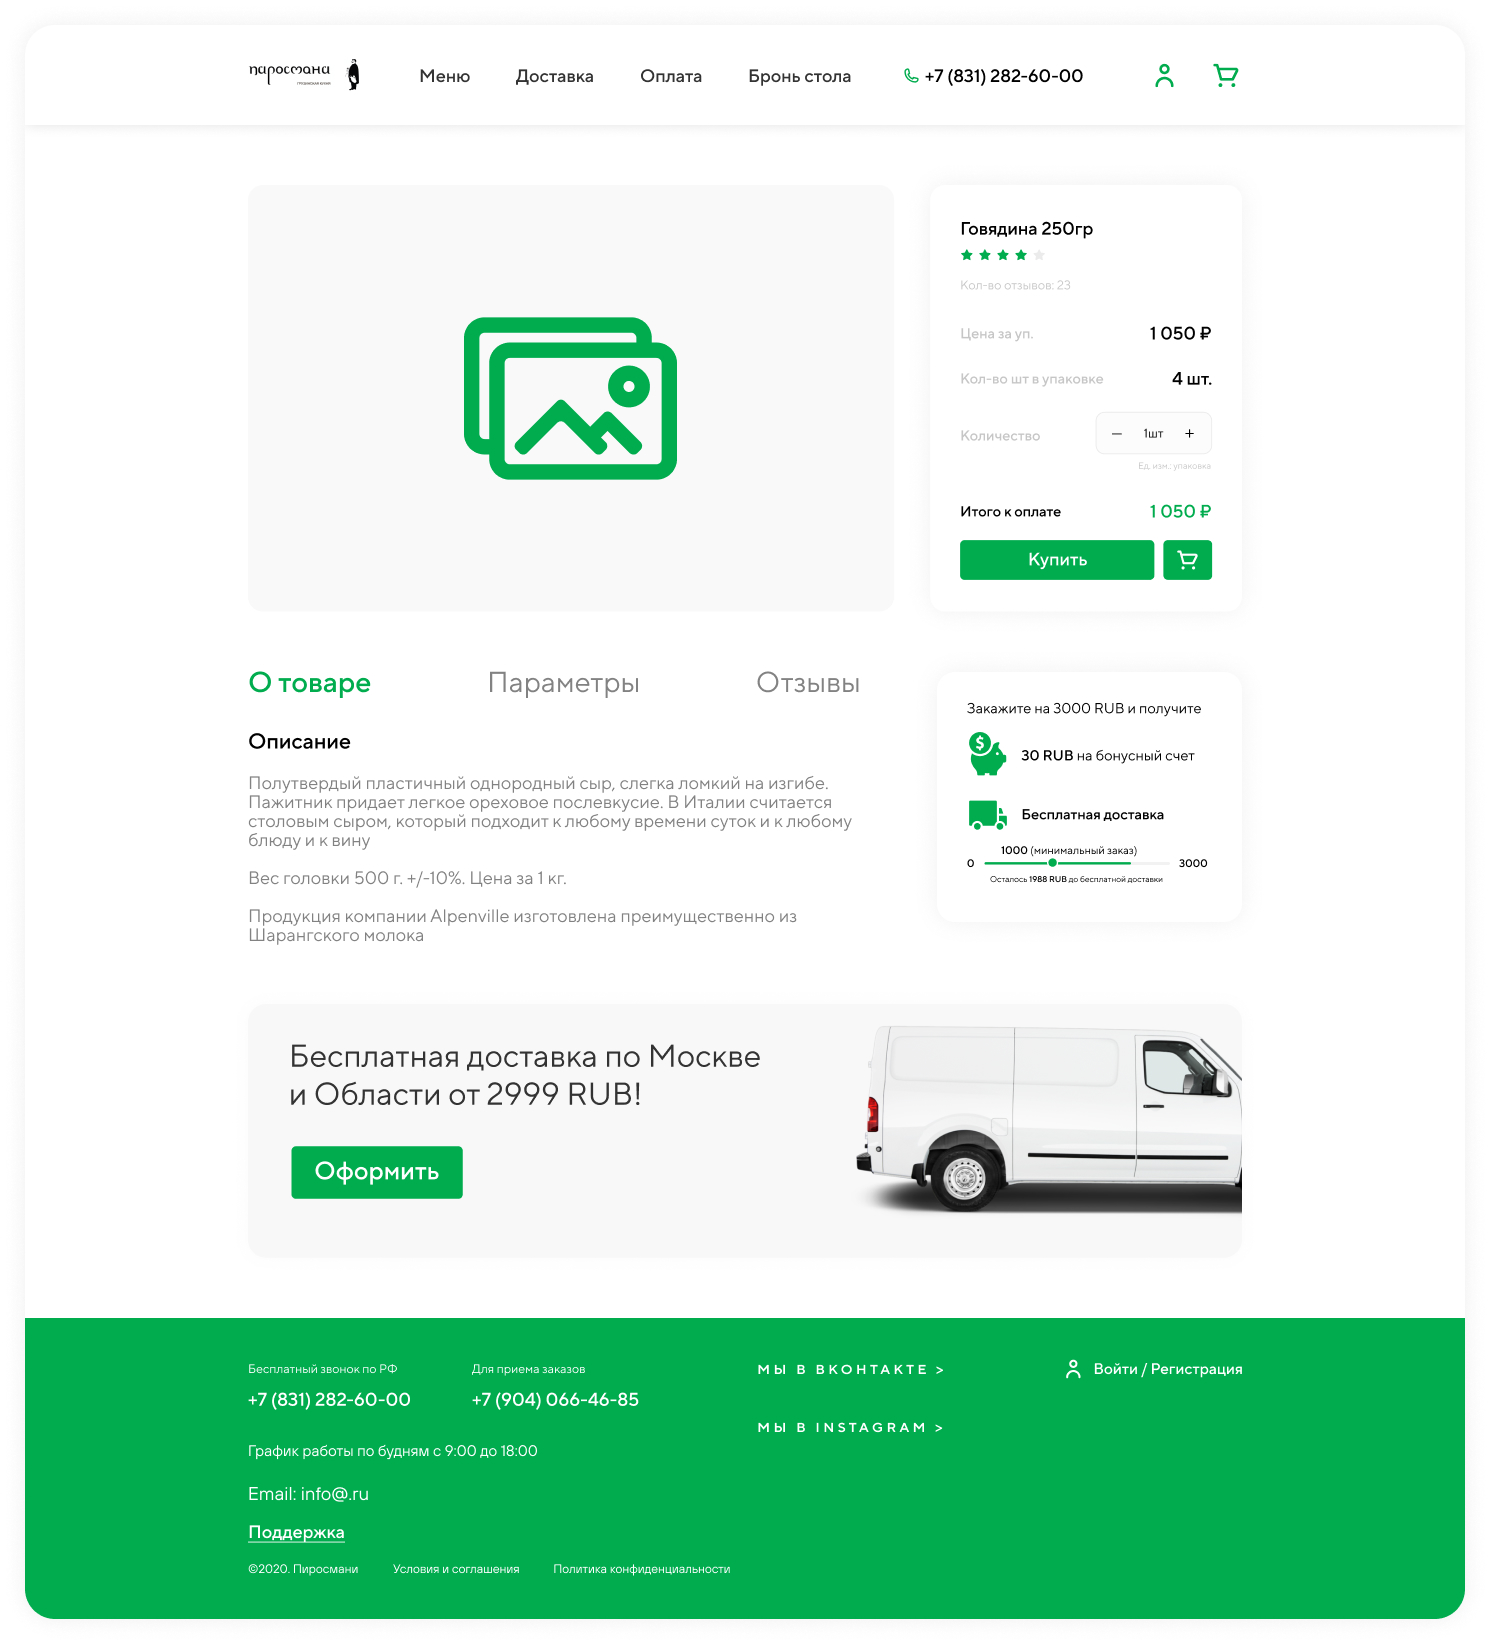 пиросмани
ГРУЗИНСКАЯ КУХНЯ
Меню
Доставка
Оплата
Бронь стола
+7 (831) 282-60-00
Говядина 250гр
Кол-во отзывов: 23
Цена за уп.
1 050 ₽
Кол-во шт в упаковке
4 шт.
Количество
– 1шт +
Ед. изм.: упаковка
Итого к оплате
1 050 ₽
Купить
О товаре
Параметры
Отзывы
Описание
Полутвердый пластичный однородный сыр, слегка ломкий на изгибе.
Пажитник придает легкое ореховое послевкусие. В Италии считается
столовым сыром, который подходит к любому времени суток и к любому
блюду и к вину
Вес головки 500 г. +/-10%. Цена за 1 кг.
Продукция компании Alpenville изготовлена преимущественно из
Шарангского молока
Закажите на 3000 RUB и получите
$
30 RUB на бонусный счет
Бесплатная доставка
1000 (минимальный заказ)
0
3000
Осталось 1988 RUB до бесплатной доставки
Бесплатная доставка по Москве
и Области от 2999 RUB!
Оформить
Бесплатный звонок по РФ
+7 (831) 282-60-00
Для приема заказов
+7 (904) 066-46-85
График работы по будням с 9:00 до 18:00
Email: info@.ru
Поддержка
©2020. Пиросмани
Условия и соглашения
Политика конфиденциальности
МЫ В ВКОНТАКТЕ >
МЫ В INSTAGRAM >
Войти / Регистрация